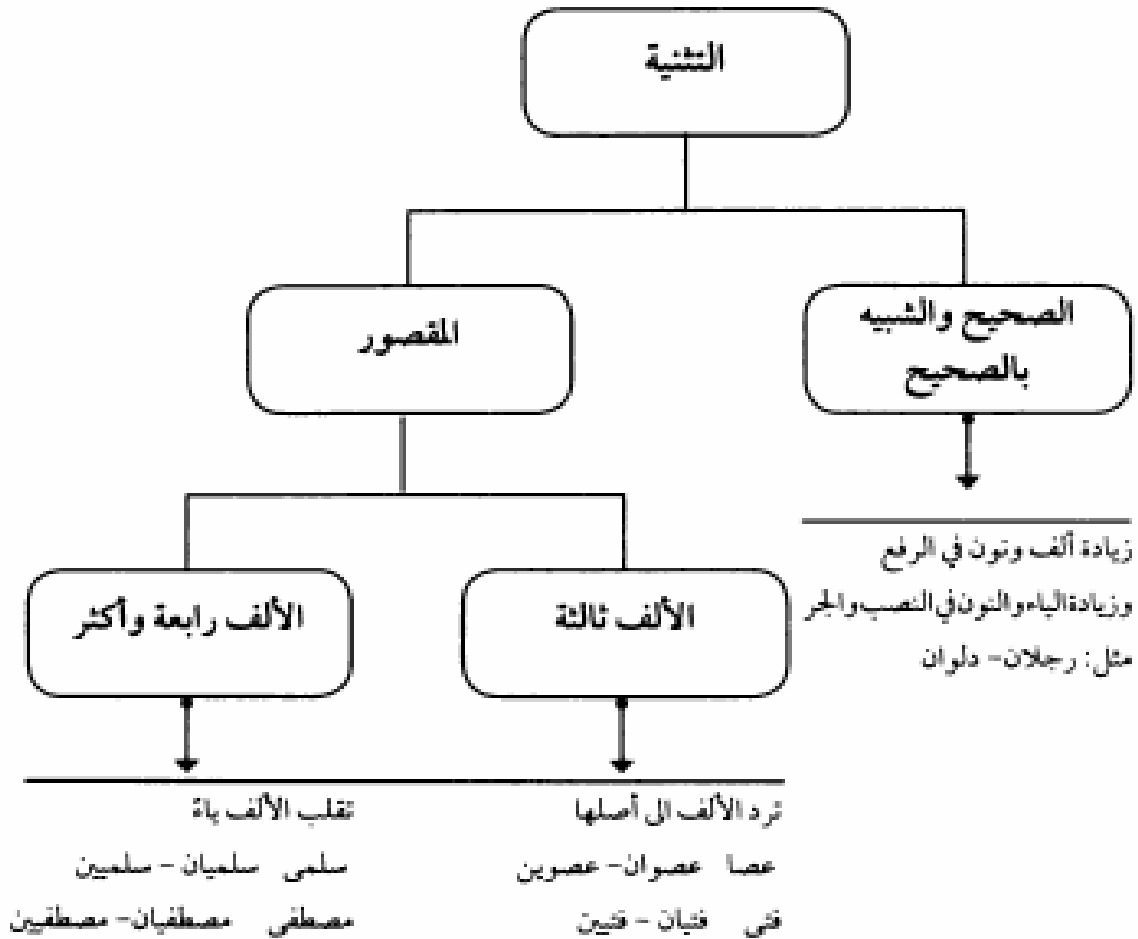 التثنية
الصحيح والشبيه
بالصحيح
المقصور
زيادة ألف ونون في الرفع
وزيادة الياء والنون في النصب والجر
مثل: رجلان- دلوان
الألف ثالثة
الألف رابعة وأكثر
ترد الألف الى أصلها
عصا عصوان- عصوين
فتى فتيان - فتيين
تقلب الألف ياءً
سلمى سلميان - سلميين
مصطفى مصطفيان- مصطفيين